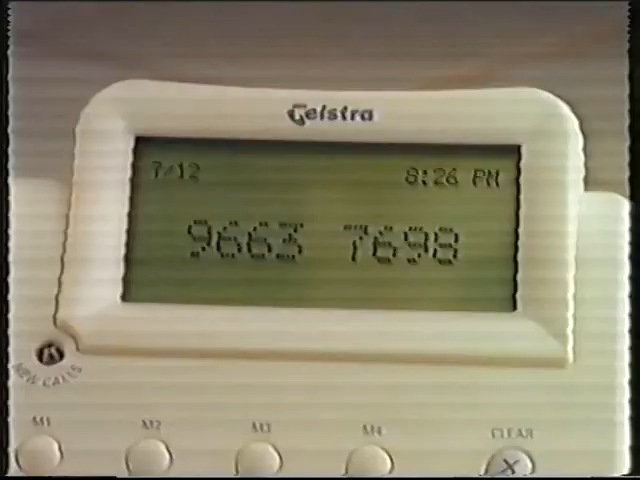 Telstra
7/12 8:26 PM
9663 7698
NEW CALLS
M1 M2 M3 M4 CLEAR